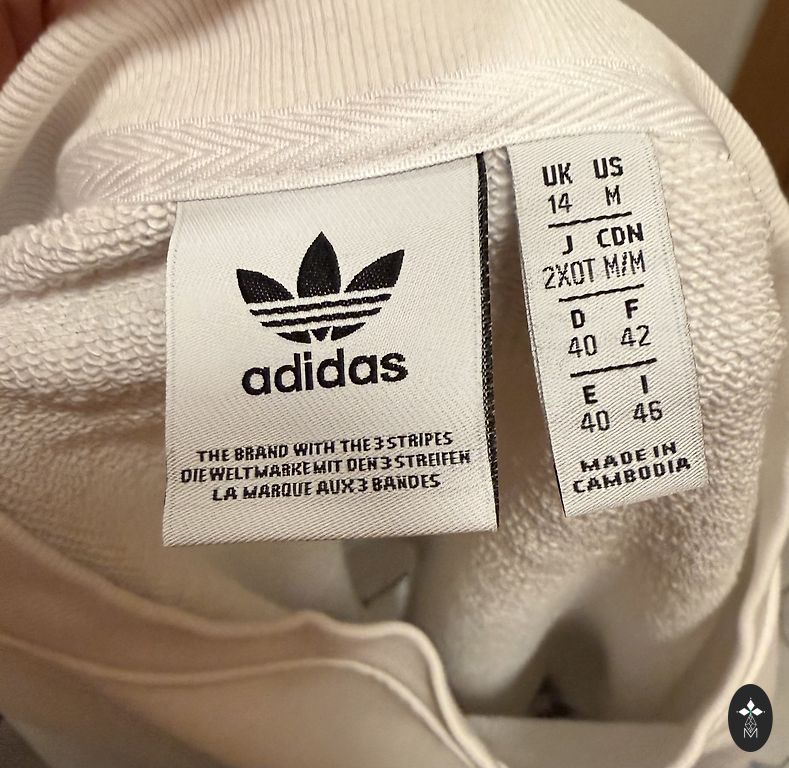 adidas
THE BRAND WITH THE 3 STRIPES
DIE WELTMARKE MIT DEN 3 STREIFEN
LA MARQUE AUX 3 BANDES
UK US
14 M
J CDN
2XOT M/M
D F
40 42
E I
40 46
MADE IN
CAMBODIA
M